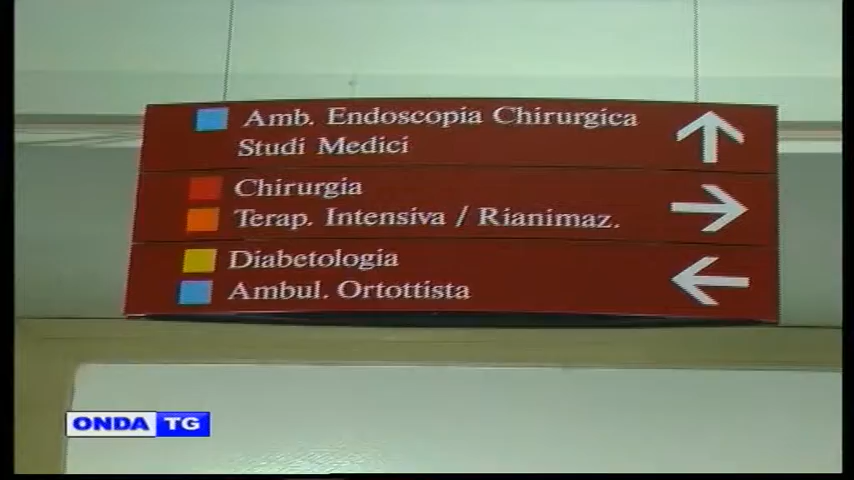 Amb. Endoscopia Chirurgica
Studi Medici
Chirurgia
Terap. Intensiva / Rianimaz.
Diabetologia
Ambul. Ortottista
ONDA TG